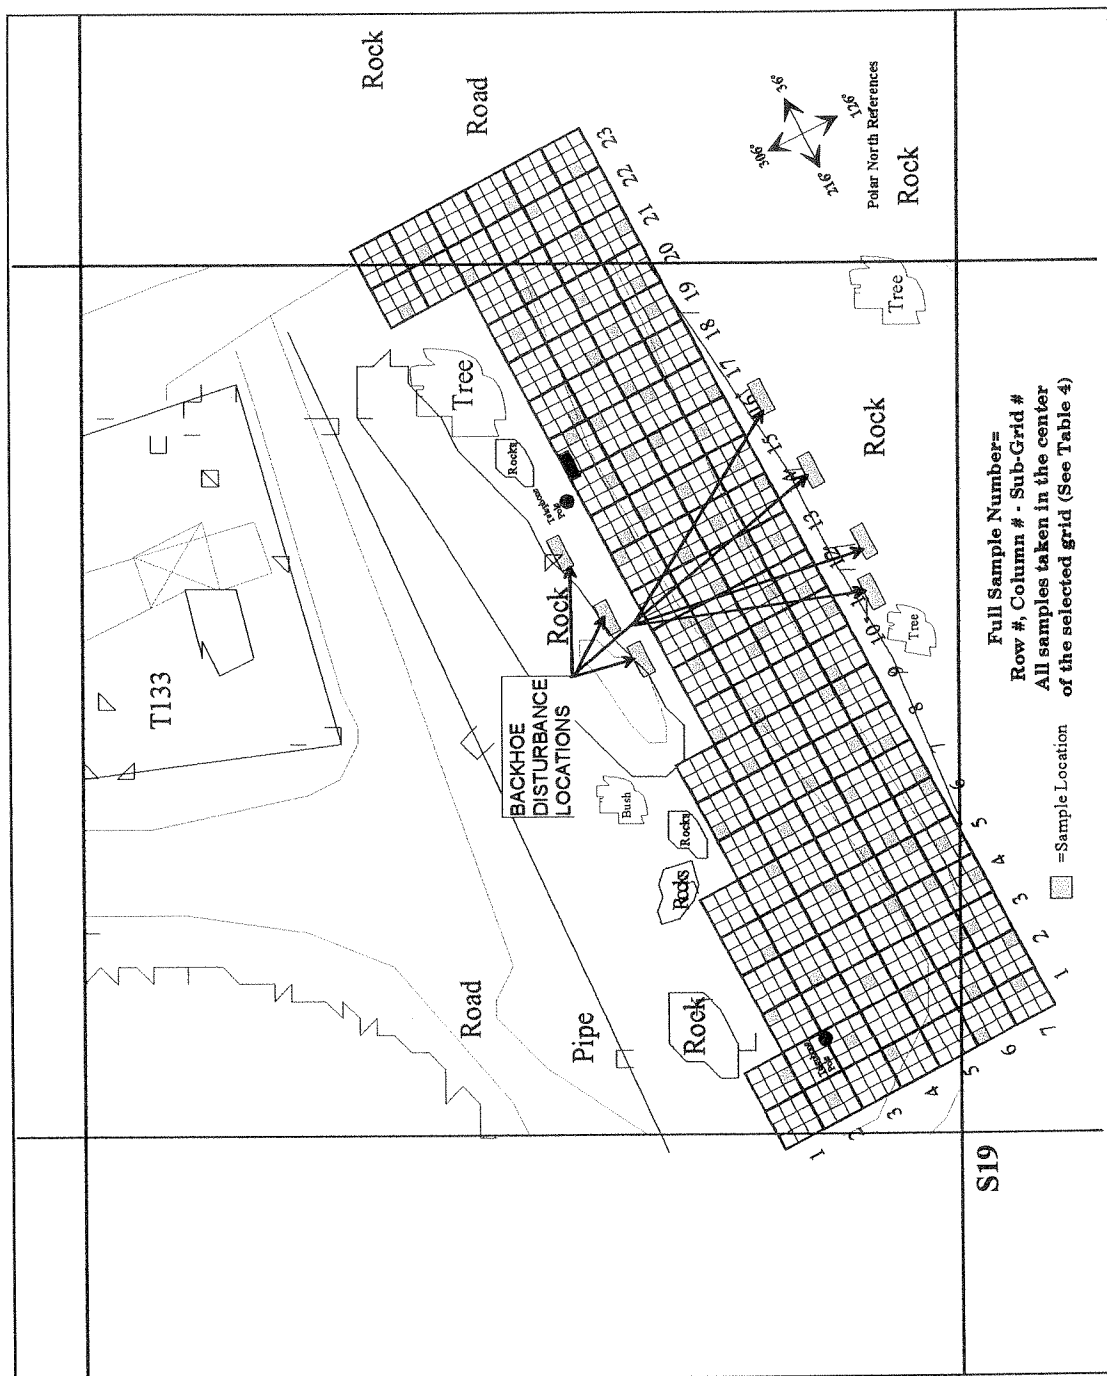 Rock
Road
306°
36°
216°
126°
Polar North References
Rock
T133
Tree
Rocks
Telephone
Pole
Rock
BACKHOE
DISTURBANCE
LOCATIONS
Bush
Rocks
Rocks
Road
Pipe
Rock
Telephone
Pole
Tree
Rock
Tree
23
22
21
20
19
18
17
16
15
14
13
12
11
10
9
8
7
6
5
4
3
2
1
1
2
3
4
5
6
7
S19
Full Sample Number=
Row #, Column # - Sub-Grid #
All samples taken in the center
of the selected grid (See Table 4)
=Sample Location